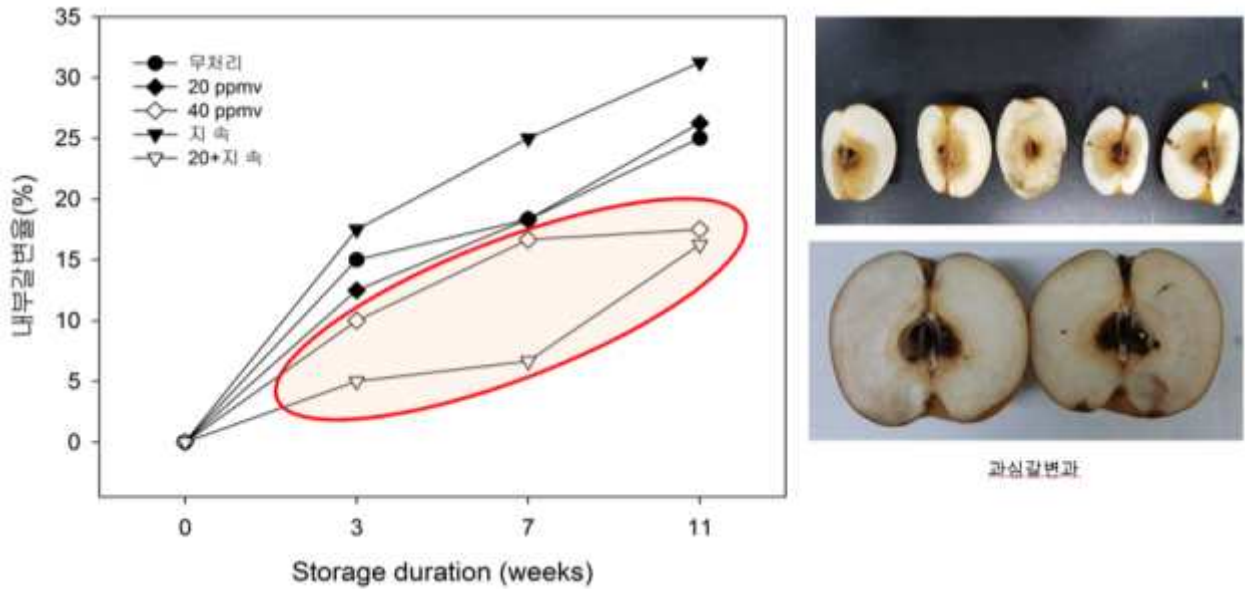 35
30
25
20
15
10
5
0
내부갈변율(%)
무처리
20 ppmv
40 ppmv
지 속
20+지 속
0 3 7 11
Storage duration (weeks)
과심갈변과